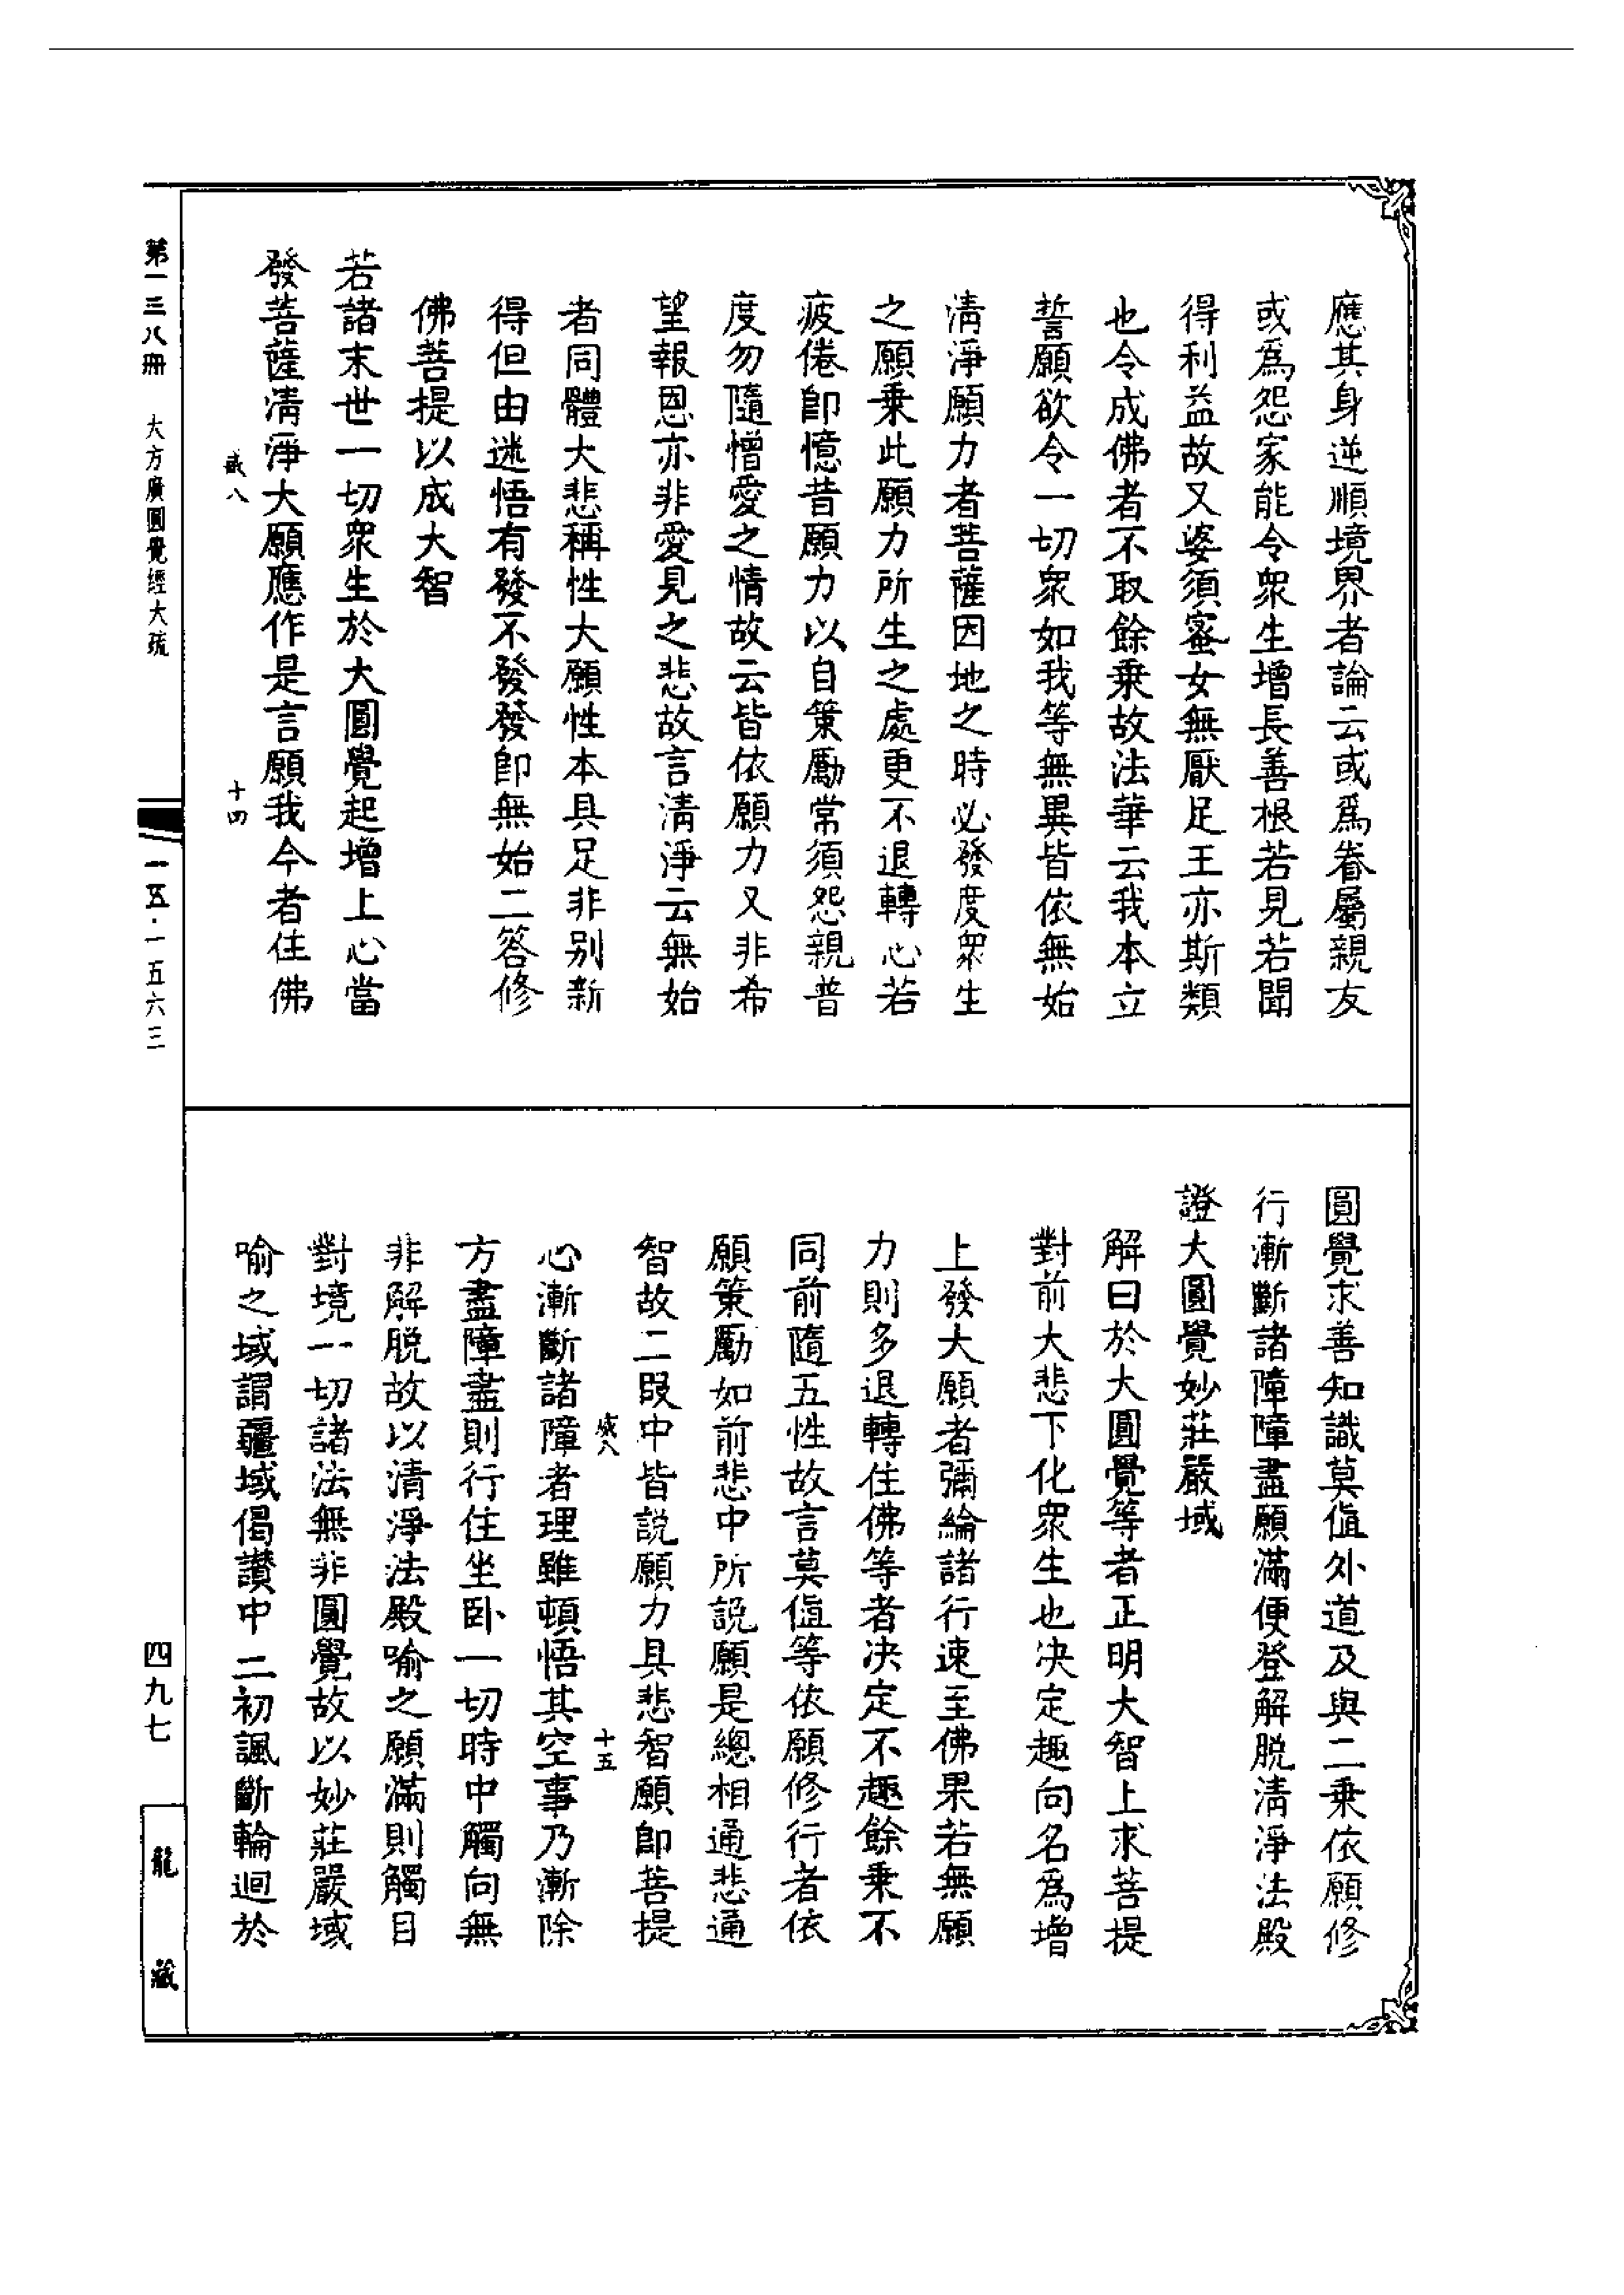 應其身逆順境界者論云或爲眷屬親友
或爲怨家能令衆生增長善根若見若聞
得利益故又婆須蜜女無厭足王亦斯類
也令成佛者不取餘乗故法華云我本立
誓願欲令一切衆如我等無異皆依無始
淸淨願力者菩薩因地之時必發度衆生
之願乗此願力所生之處更不退轉心若
疲倦卽憶昔願力以自策勵常須怨親普
度勿隨憎愛之情故云皆依願力又非希
望報恩亦非愛見之悲故言淸淨云無始
者同體大悲稱性大願性本具足非别新
得但由迷悟有發不發發卽無始二答修
佛菩提以成大智
若諸末世一切衆生於大圓覺起增上心當
發菩薩淸淨大願應作是言願我今者住佛
八 十四
圓覺求善知識莫值外道及與二乗依願修
行漸斷諸障障盡願滿便登解脱淸淨法殿
證大圓覺妙莊嚴域
解曰於大圓覺等者正明大智上求菩提
對前大悲下化衆生也决定趣向名爲增
上發大願者彌綸諸行速至佛果若無願
力則多退轉住佛等者决定不趣餘乗不
同前隨五性故言莫值等依願修行者依
願策勵如前悲中所説願是總相通悲通
智故二段中皆説願力具悲智願卽菩提
八 十五
心漸斷諸障者理雖頓悟其空事乃漸除
方盡障盡則行住坐卧一切時中觸向無
非解脱故以清淨法殿喻之願滿則觸目
對境一切諸法無非圓覺故以妙莊嚴域
喻之域謂疆域偈讃中二初諷斷輪迴於
第一三八冊 大方廣圓覺經大疏
一五·一五六三
四九七
龍藏